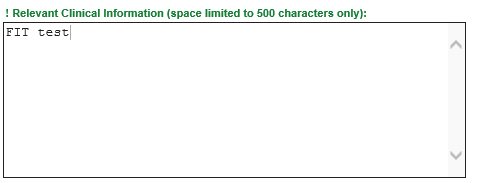 ! Relevant Clinical Information (space limited to 500 characters only):
FIT test